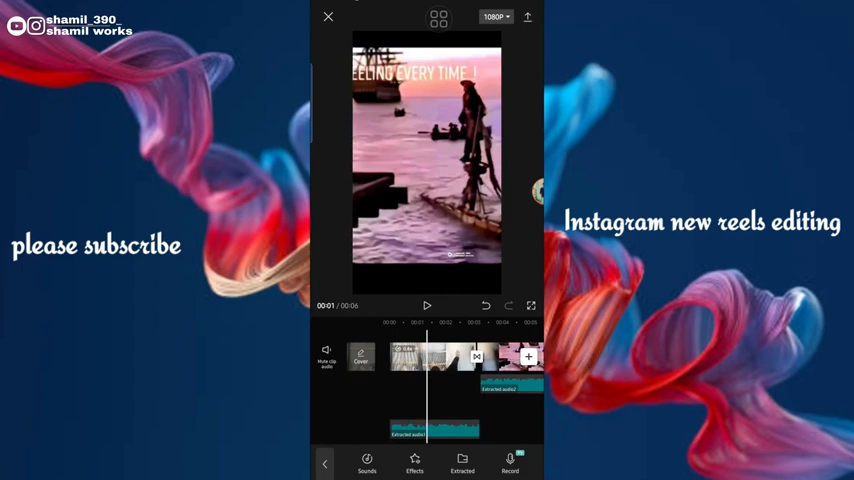 shamil_390_
shamil works
1080P
EELING EVERY TIME !
please subscribe
Instagram new reels editing
00:01 / 00:06
00:00
00:01
00:02
00:03
00:04
00:05
Mute clip
audio
Cover
Extracted audio2
Extracted audio1
Sounds
Effects
Extracted
Record